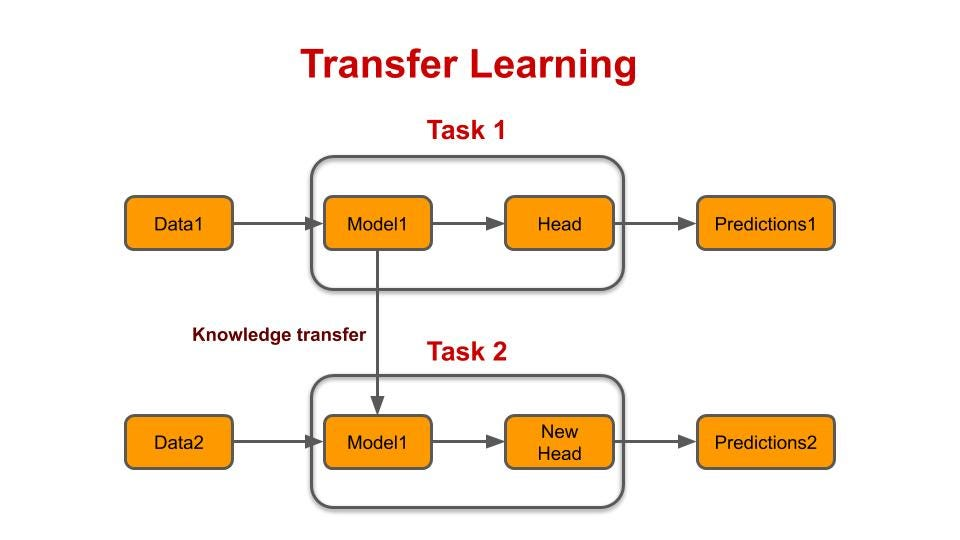 Transfer Learning
Task 1
Data1
Model1
Head
Predictions1
Knowledge transfer
Task 2
Data2
Model1
New
Head
Predictions2